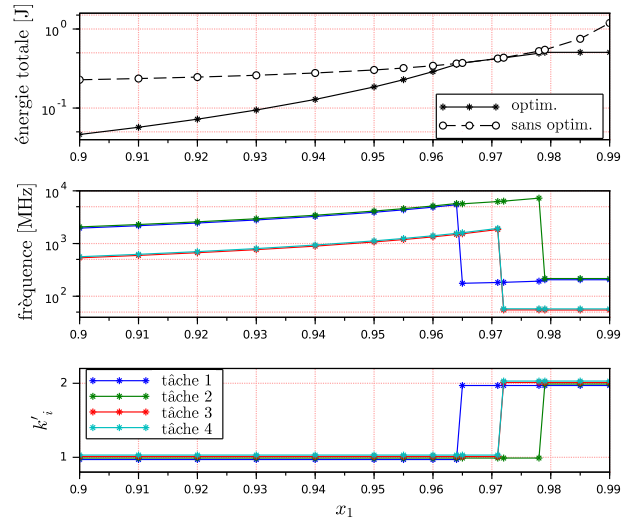 énergie totale [J]
10^0
10^-1
optim.
sans optim.
0.9 0.91 0.92 0.93 0.94 0.95 0.96 0.97 0.98 0.99
frèquence [MHz]
10^4
10^3
10^2
0.9 0.91 0.92 0.93 0.94 0.95 0.96 0.97 0.98 0.99
k'_i
2
1
tâche 1
tâche 2
tâche 3
tâche 4
0.9 0.91 0.92 0.93 0.94 0.95 0.96 0.97 0.98 0.99
x_1